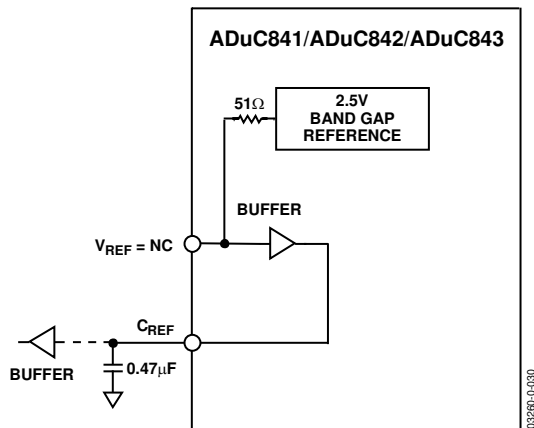 ADuC841/ADuC842/ADuC843
51Ω
2.5V
BAND GAP
REFERENCE
BUFFER
VREF = NC
CREF
BUFFER
0.47μF
03260-0-030